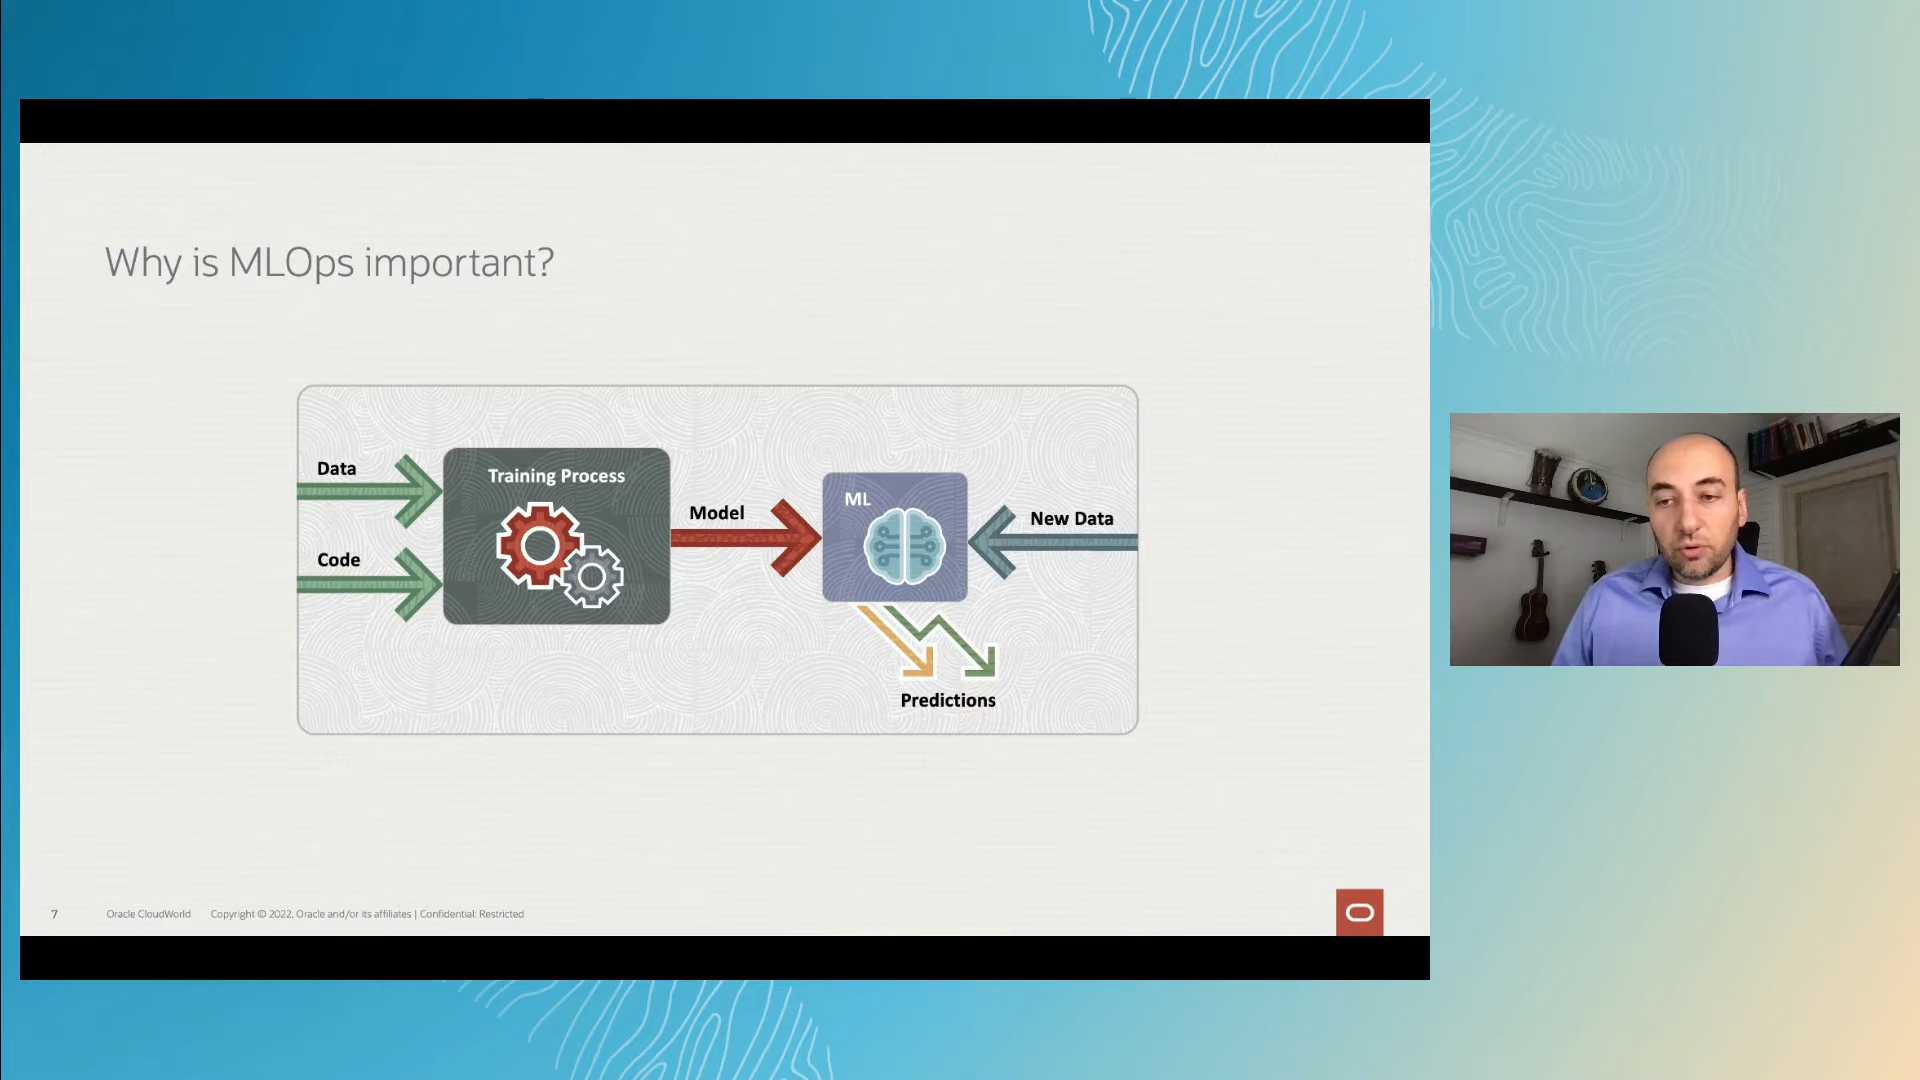 Why is MLOps important?
Data
Training Process
Code
Model
ML
New Data
Predictions
7 Oracle CloudWorld Copyright © 2022, Oracle and/or its affiliates | Confidential: Restricted